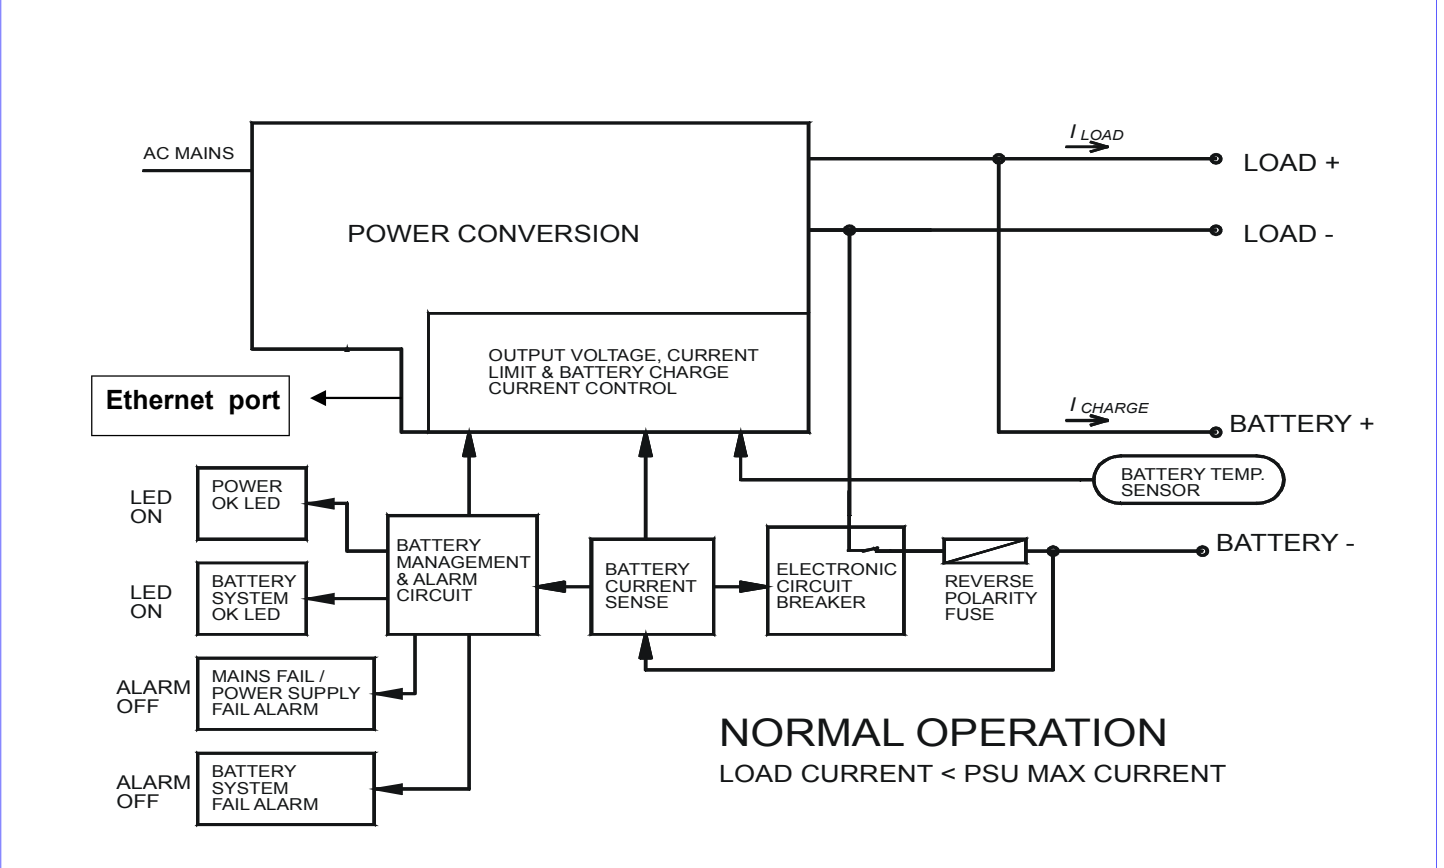 I LOAD
AC MAINS
LOAD +
POWER CONVERSION
LOAD -
OUTPUT VOLTAGE, CURRENT
LIMIT & BATTERY CHARGE
CURRENT CONTROL
Ethernet port
I CHARGE
BATTERY +
BATTERY TEMP.
SENSOR
LED
ON
POWER
OK LED
BATTERY
MANAGEMENT
& ALARM
CIRCUIT
BATTERY
CURRENT
SENSE
ELECTRONIC
CIRCUIT
BREAKER
REVERSE
POLARITY
FUSE
BATTERY -
LED
ON
BATTERY
SYSTEM
OK LED
ALARM
OFF
MAINS FAIL /
POWER SUPPLY
FAIL ALARM
ALARM
OFF
BATTERY
SYSTEM
FAIL ALARM
NORMAL OPERATION
LOAD CURRENT < PSU MAX CURRENT